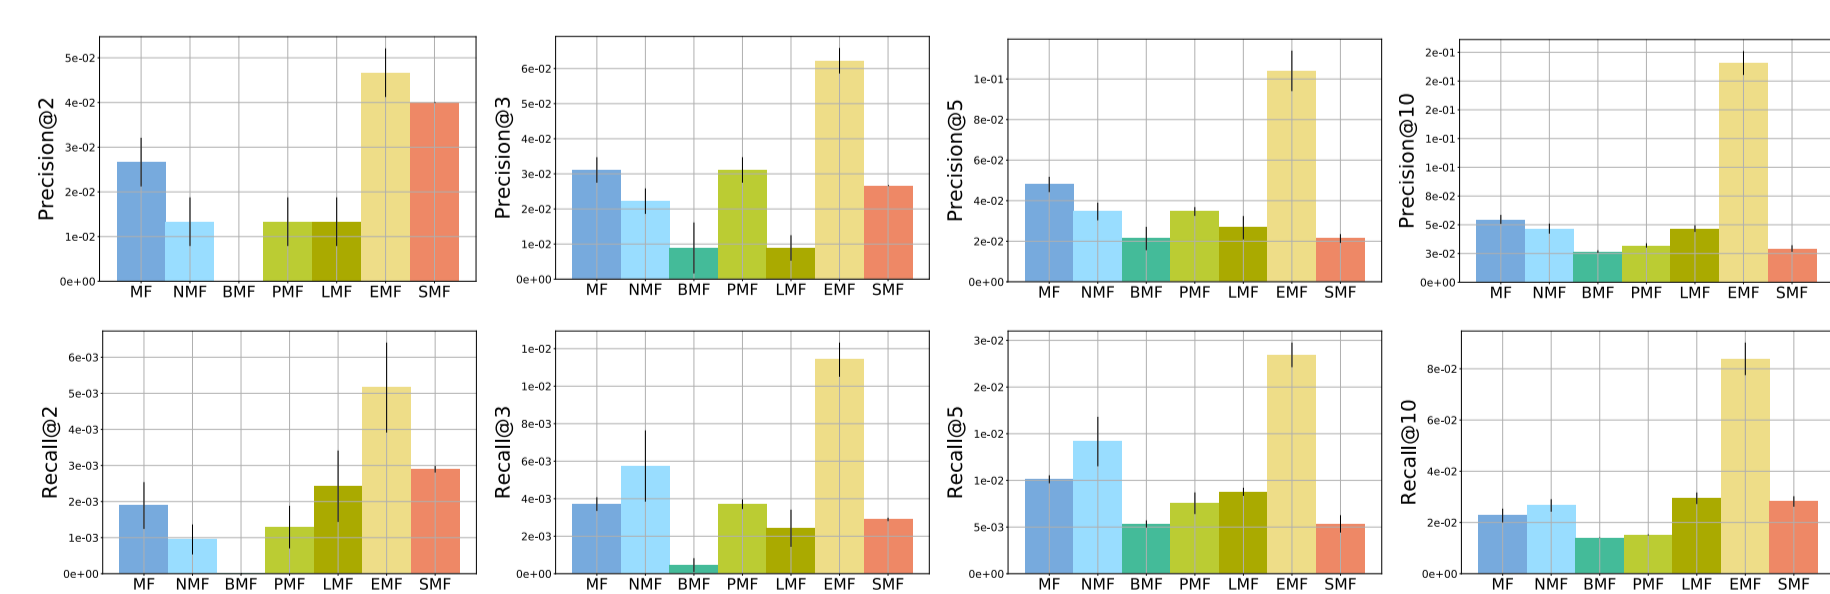 Precision@2
5e-02
4e-02
3e-02
2e-02
1e-02
0e+00
MF NMF BMF PMF LMF EMF SMF
Precision@3
6e-02
5e-02
4e-02
3e-02
2e-02
1e-02
0e+00
MF NMF BMF PMF LMF EMF SMF
Precision@5
1e-01
8e-02
6e-02
4e-02
2e-02
0e+00
MF NMF BMF PMF LMF EMF SMF
Precision@10
2e-01
2e-01
2e-01
1e-01
1e-01
8e-02
5e-02
3e-02
0e+00
MF NMF BMF PMF LMF EMF SMF
Recall@2
6e-03
5e-03
4e-03
3e-03
2e-03
1e-03
0e+00
MF NMF BMF PMF LMF EMF SMF
Recall@3
1e-02
1e-02
8e-03
6e-03
4e-03
2e-03
0e+00
MF NMF BMF PMF LMF EMF SMF
Recall@5
3e-02
2e-02
2e-02
1e-02
1e-02
5e-03
0e+00
MF NMF BMF PMF LMF EMF SMF
Recall@10
8e-02
6e-02
4e-02
2e-02
0e+00
MF NMF BMF PMF LMF EMF SMF